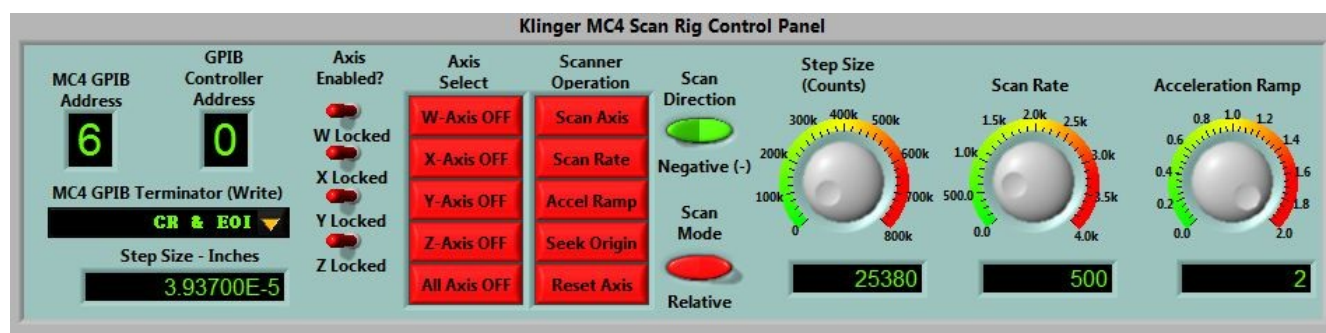 Klinger MC4 Scan Rig Control Panel
MC4 GPIB
Address
6
GPIB
Controller
Address
0
MC4 GPIB Terminator (Write)
CR & EOI
Step Size - Inches
3.93700E-5
Axis
Enabled?
W Locked
X Locked
Y Locked
Z Locked
Axis
Select
W-Axis OFF
X-Axis OFF
Y-Axis OFF
Z-Axis OFF
All Axis OFF
Scanner
Operation
Scan Axis
Scan Rate
Accel Ramp
Seek Origin
Reset Axis
Scan
Direction
Negative (-)
Scan
Mode
Relative
Step Size
(Counts)
0
100k
200k
300k
400k
500k
600k
700k
800k
25380
Scan Rate
0.0
500.0
1.0k
1.5k
2.0k
2.5k
3.0k
3.5k
4.0k
500
Acceleration Ramp
0.0
0.2
0.4
0.6
0.8
1.0
1.2
1.4
1.6
1.8
2.0
2